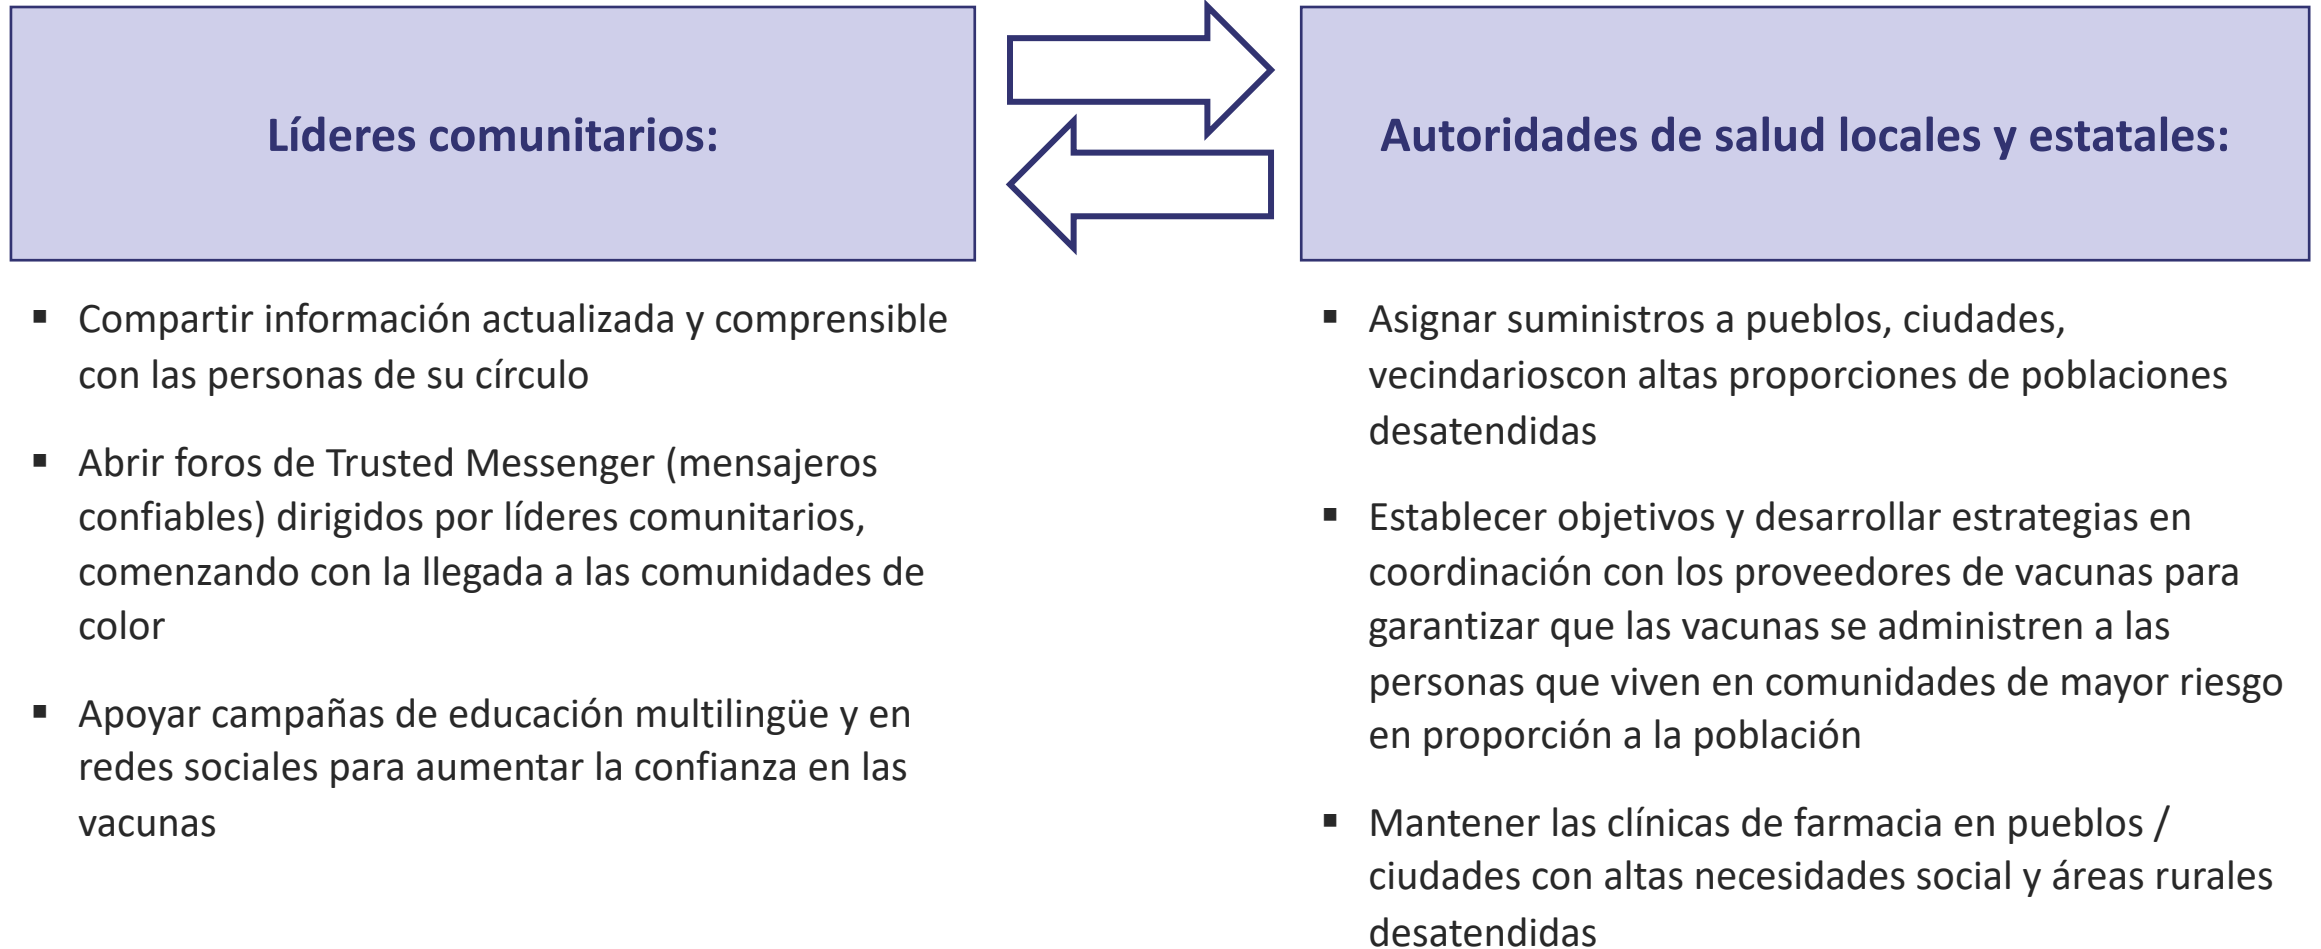 Líderes comunitarios:
▪ Compartir información actualizada y comprensible
con las personas de su círculo
▪ Abrir foros de Trusted Messenger (mensajeros
confiables) dirigidos por líderes comunitarios,
comenzando con la llegada a las comunidades de
color
▪ Apoyar campañas de educación multilingüe y en
redes sociales para aumentar la confianza en las
vacunas
Autoridades de salud locales y estatales:
▪ Asignar suministros a pueblos, ciudades,
vecindarioscon altas proporciones de poblaciones
desatendidas
▪ Establecer objetivos y desarrollar estrategias en
coordinación con los proveedores de vacunas para
garantizar que las vacunas se administren a las
personas que viven en comunidades de mayor riesgo
en proporción a la población
▪ Mantener las clínicas de farmacia en pueblos /
ciudades con altas necesidades social y áreas rurales
desatendidas